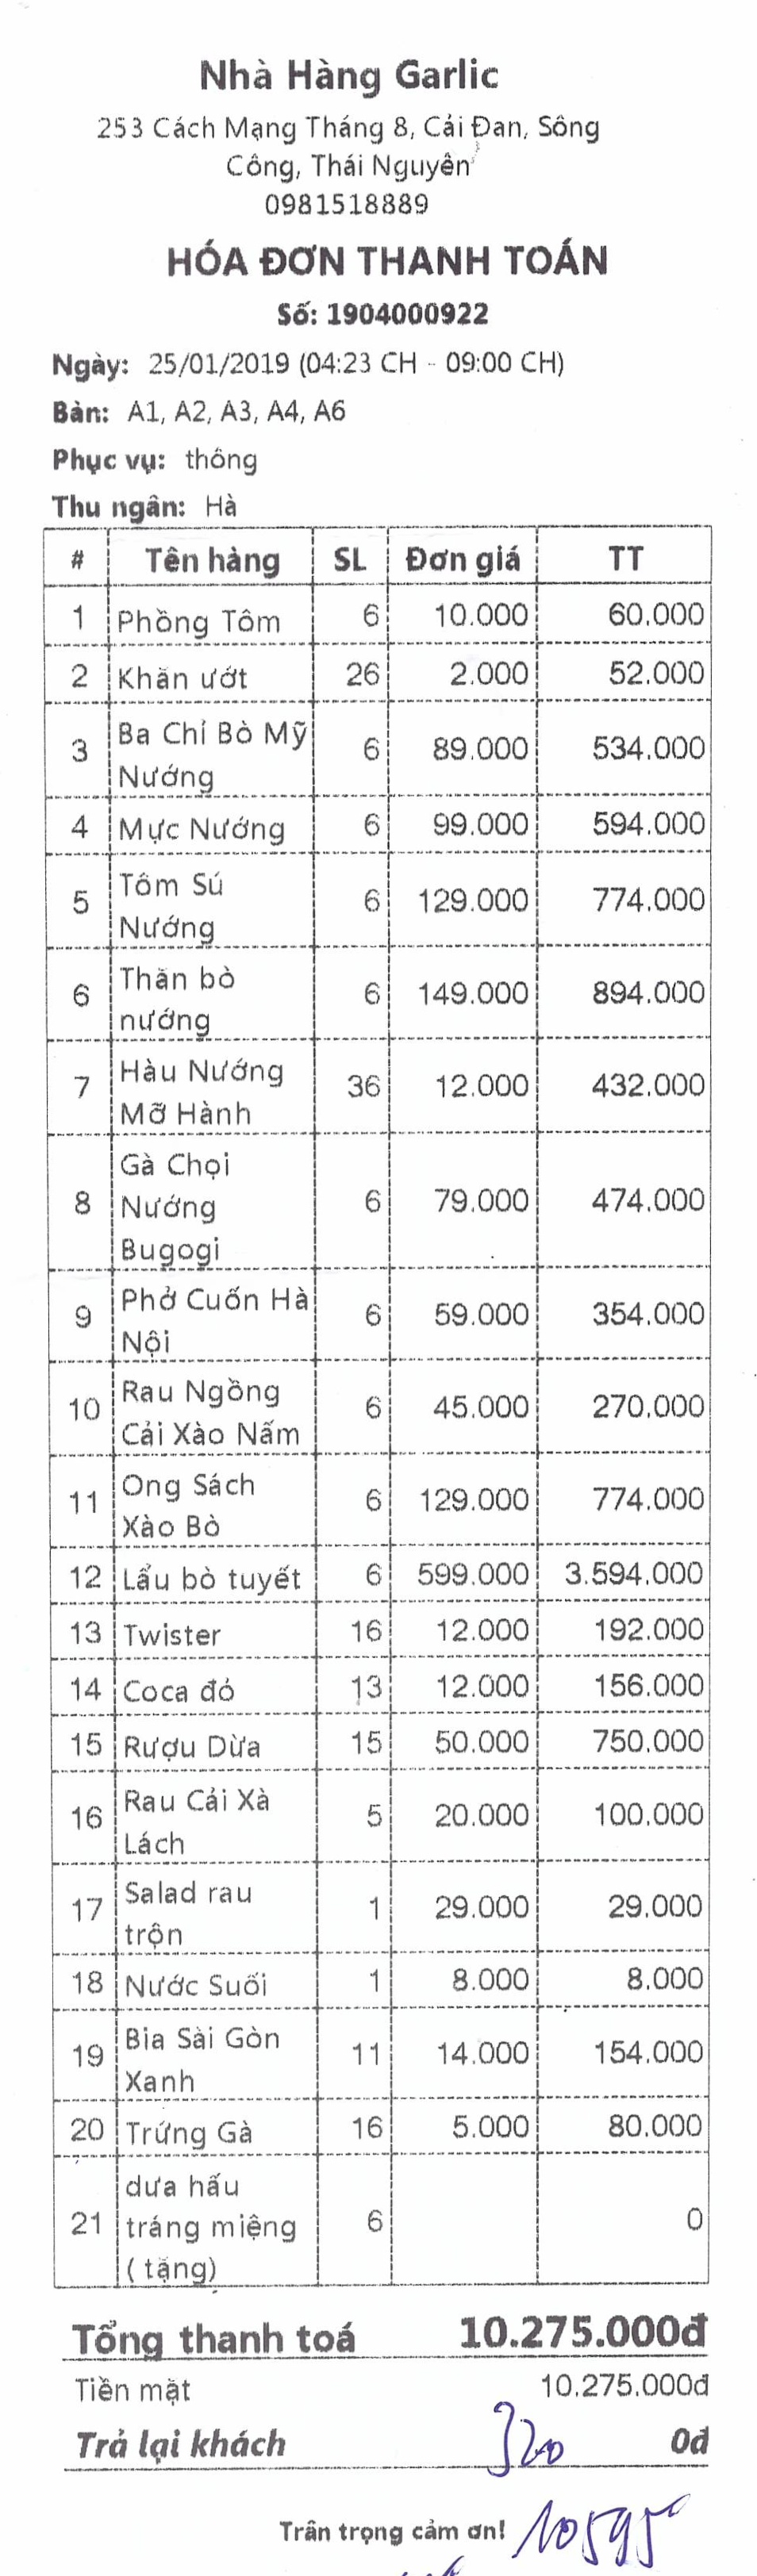 Nhà Hàng Garlic
253 Cách Mạng Tháng 8, Cải Đan, Sông
Công, Thái Nguyên
0981518889
HÓA ĐƠN THANH TOÁN
Số: 1904000922
Ngày: 25/01/2019 (04:23 CH - 09:00 CH)
Bàn: A1, A2, A3, A4, A6
Phục vụ: thông
Thu ngân: Hà
# Tên hàng SL Đơn giá TT
1 Phồng Tôm 6 10.000 60.000
2 Khăn ướt 26 2.000 52.000
3 Ba Chỉ Bò Mỹ 6 89.000 534.000
Nướng
4 Mực Nướng 6 99.000 594.000
5 Tôm Sú 6 129.000 774.000
Nướng
6 Thăn bò 6 149.000 894.000
nướng
7 Hàu Nướng 36 12.000 432.000
Mỡ Hành
8 Gà Chọi 6 79.000 474.000
Nướng
Bugogi
9 Phở Cuốn Hà 6 59.000 354.000
Nội
10 Rau Ngồng 6 45.000 270.000
Cải Xào Nấm
11 Ong Sách 6 129.000 774.000
Xào Bò
12 Lẩu bò tuyết 6 599.000 3.594.000
13 Twister 16 12.000 192.000
14 Coca đỏ 13 12.000 156.000
15 Rượu Dừa 15 50.000 750.000
16 Rau Cải Xà 5 20.000 100.000
Lách
17 Salad rau 1 29.000 29.000
trộn
18 Nước Suối 1 8.000 8.000
19 Bia Sài Gòn 11 14.000 154.000
Xanh
20 Trứng Gà 16 5.000 80.000
21 dưa hấu 6 0
tráng miệng
( tặng)
Tổng thanh toá 10.275.000đ
Tiền mặt 10.275.000đ
Trả lại khách 320 0đ
Trân trọng cảm ơn! 10595